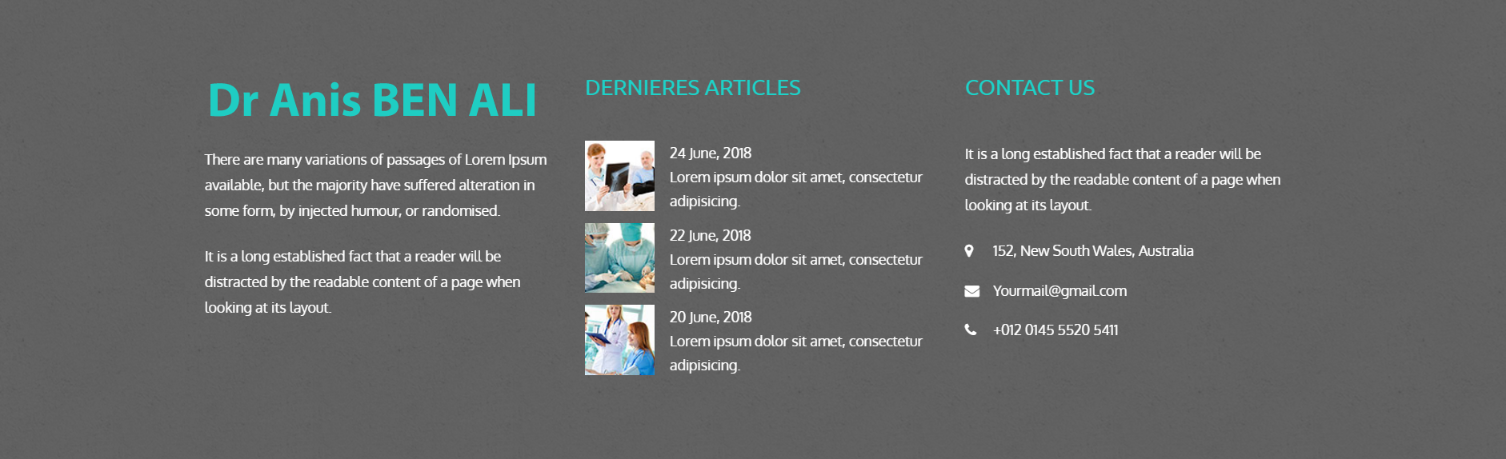 Dr Anis BEN ALI
There are many variations of passages of Lorem Ipsum
available, but the majority have suffered alteration in
some form, by injected humour, or randomised.
It is a long established fact that a reader will be
distracted by the readable content of a page when
looking at its layout.
DERNIERES ARTICLES
24 June, 2018
Lorem ipsum dolor sit amet, consectetur
adipisicing.
22 June, 2018
Lorem ipsum dolor sit amet, consectetur
adipisicing.
20 June, 2018
Lorem ipsum dolor sit amet, consectetur
adipisicing.
CONTACT US
It is a long established fact that a reader will be
distracted by the readable content of a page when
looking at its layout.
152, New South Wales, Australia
Yourmail@gmail.com
+012 0145 5520 5411